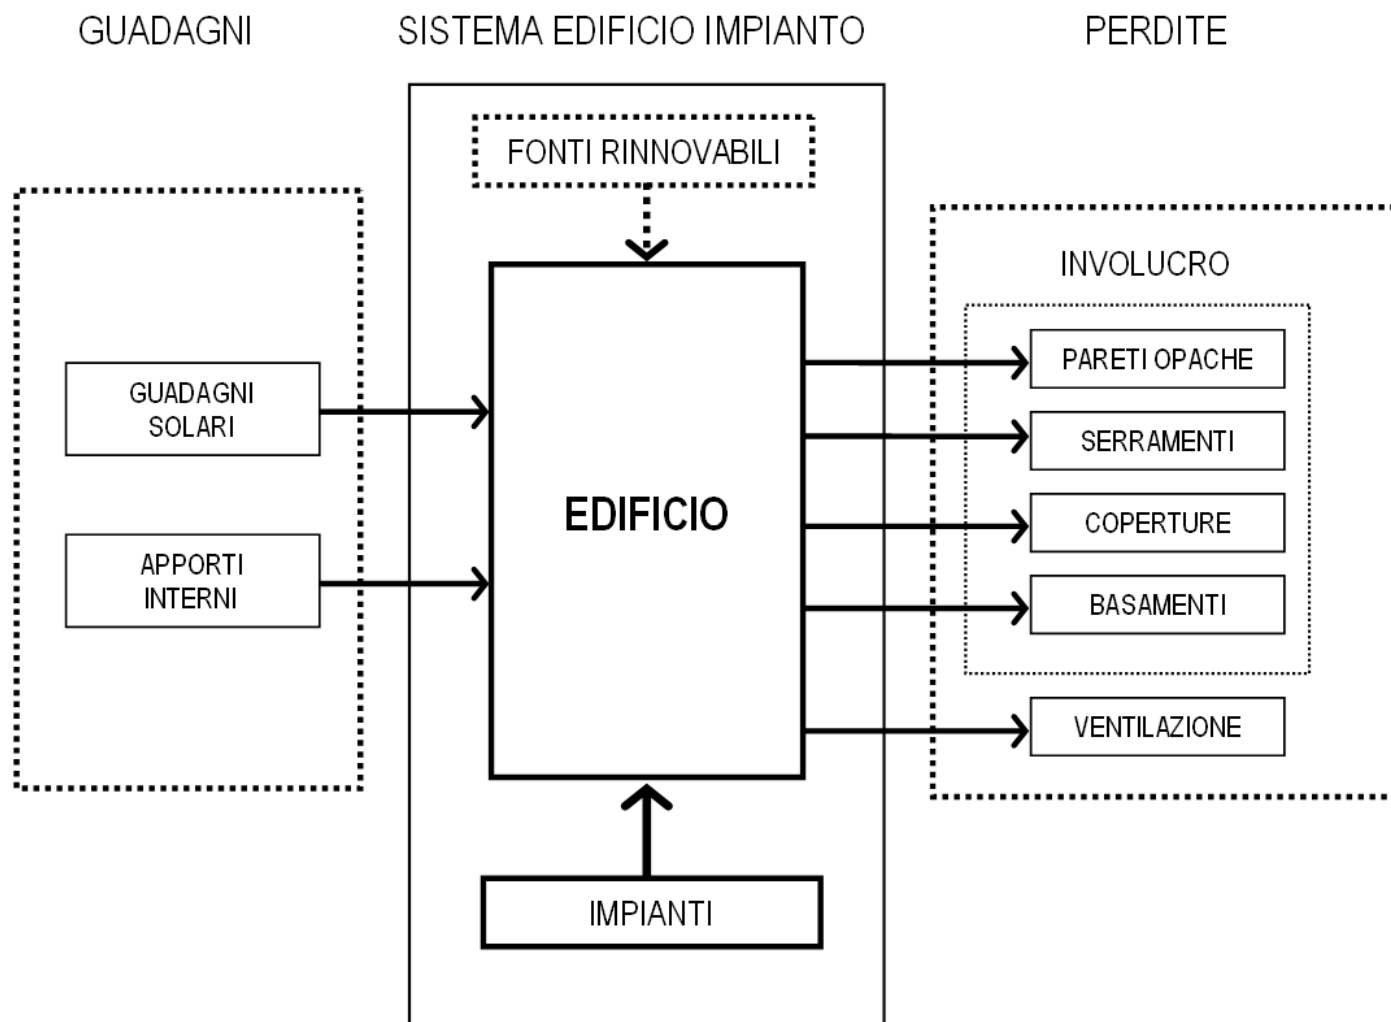 GUADAGNI
SISTEMA EDIFICIO IMPIANTO
PERDITE
FONTI RINNOVABILI
GUADAGNI
SOLARI
APPORTI
INTERNI
EDIFICIO
IMPIANTI
INVOLUCRO
PARETI OPACHE
SERRAMENTI
COPERTURE
BASAMENTI
VENTILAZIONE